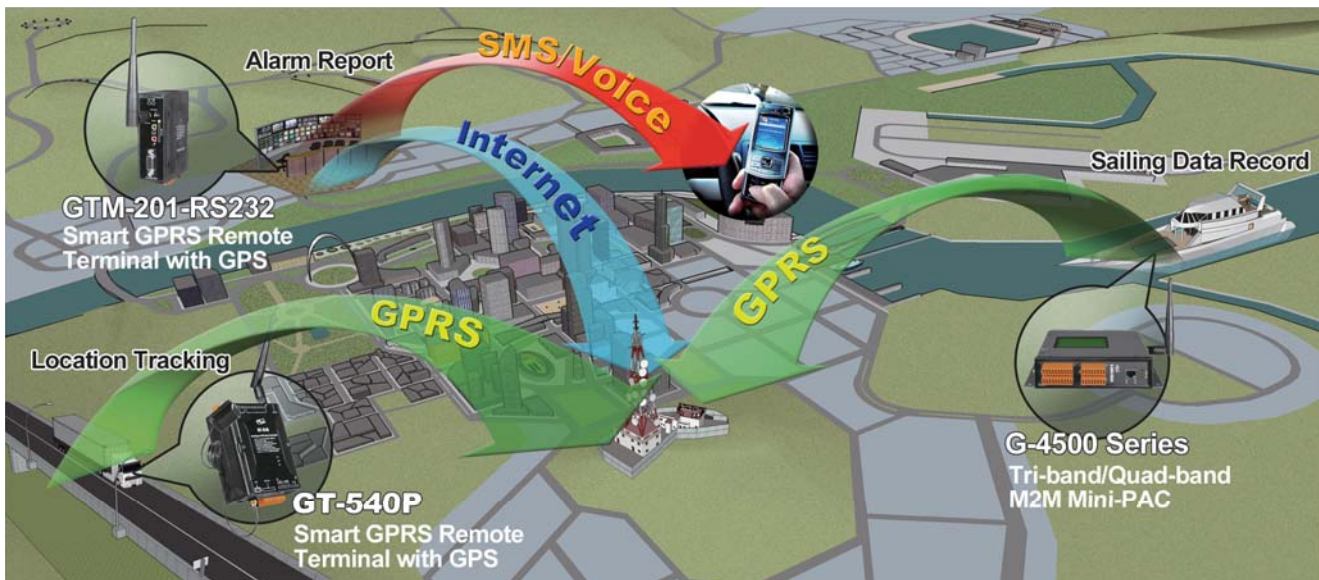 Alarm Report
SMS/Voice
Internet
Sailing Data Record
GTM-201-RS232
Smart GPRS Remote
Terminal with GPS
GPRS
GPRS
Location Tracking
G-4500 Series
Tri-band/Quad-band
M2M Mini-PAC
GT-540P
Smart GPRS Remote
Terminal with GPS